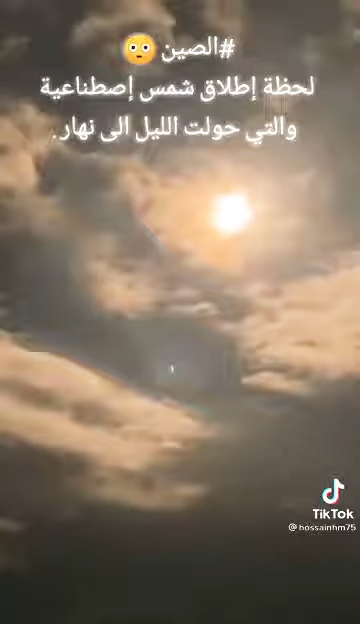 #الصين 😳
لحظة إطلاق شمس إصطناعية
والتي حولت الليل الى نهار.
TikTok
@hossainhm75